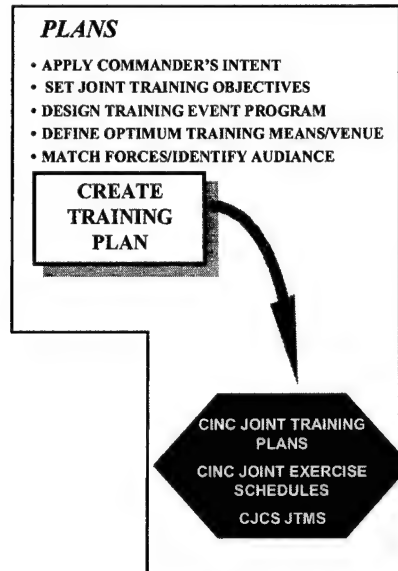 PLANS
• APPLY COMMANDER'S INTENT
• SET JOINT TRAINING OBJECTIVES
• DESIGN TRAINING EVENT PROGRAM
• DEFINE OPTIMUM TRAINING MEANS/VENUE
• MATCH FORCES/IDENTIFY AUDIANCE
CREATE
TRAINING
PLAN
CINC JOINT TRAINING
PLANS
CINC JOINT EXERCISE
SCHEDULES
CJCS JTMS